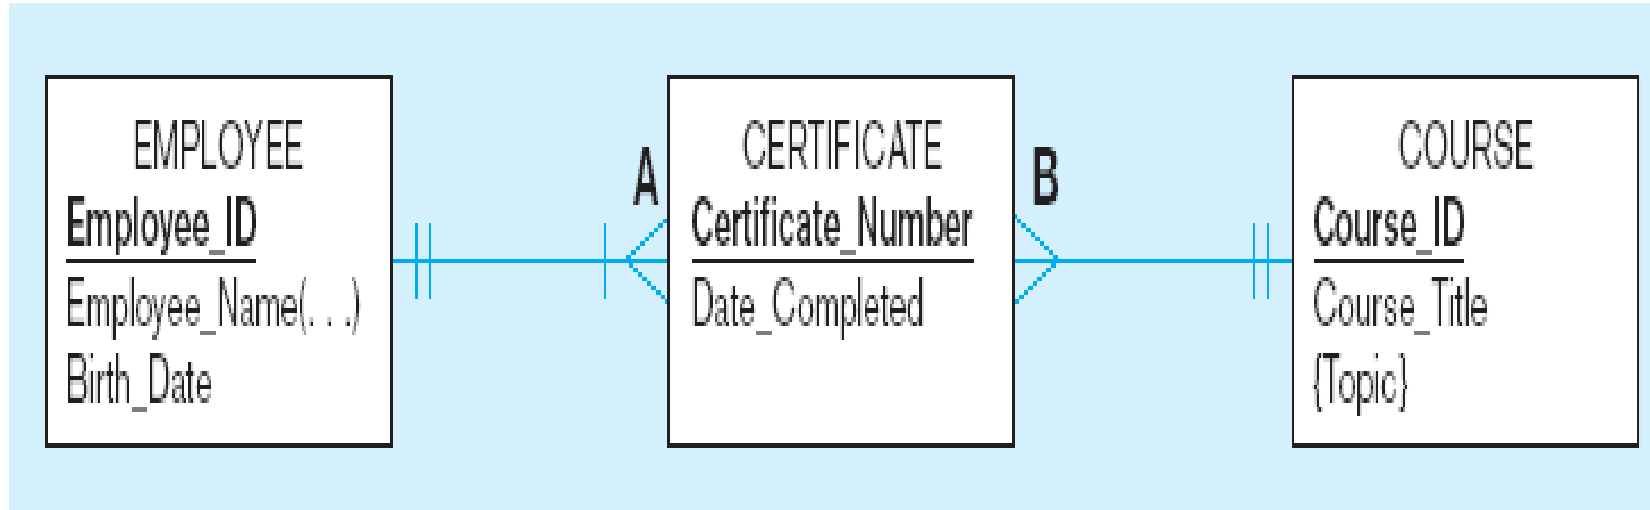 EMPLOYEE
Employee_ID
Employee_Name(. . .)
Birth_Date
A
CERTIFICATE
Certificate_Number
Date_Completed
B
COURSE
Course_ID
Course_Title
{Topic}